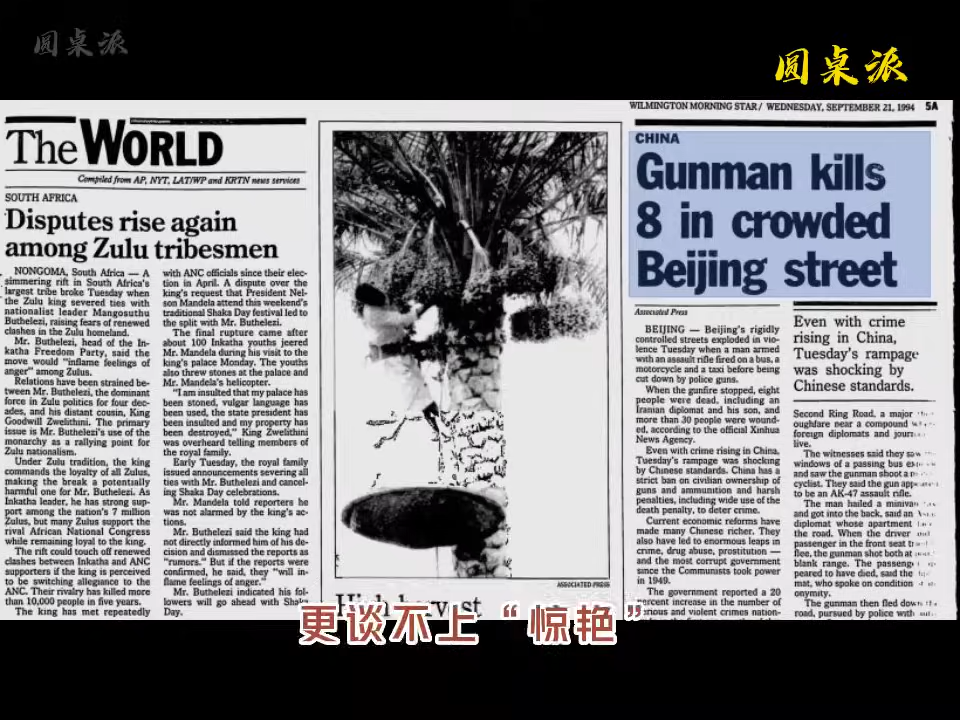 圆桌派
圆桌派
WILMINGTON MORNING STAR / WEDNESDAY, SEPTEMBER 21, 1994 5A
The WORLD
Compiled from AP, NYT, LAT/WP and KRTN news services
SOUTH AFRICA
Disputes rise again
among Zulu tribesmen
NONGOMA, South Africa — A
simmering rift in South Africa's
largest tribe broke Tuesday when
the Zulu king severed ties with
nationalist leader Mangosuthu
Buthelezi, raising fears of renewed
clashes in the Zulu homeland.
Mr. Buthelezi, head of the In-
katha Freedom Party, said the
move would "inflame feelings of
anger" among Zulus.
Relations have been strained be-
tween Mr. Buthelezi, the dominant
force in Zulu politics for four dec-
ades, and his distant cousin, King
Goodwill Zwelithini. The primary
issue is Mr. Buthelezi's use of the
monarchy as a rallying point for
Zulu nationalism.
Under Zulu tradition, the king
commands the loyalty of all Zulus,
making the break a potentially
harmful one for Mr. Buthelezi. As
Inkatha leader, he has strong sup-
port among the nation's 7 million
Zulus, but many Zulus support the
rival African National Congress
while remaining loyal to the king.
The rift could touch off renewed
clashes between Inkatha and ANC
supporters if the king is perceived
to be switching allegiance to the
ANC. Their rivalry has killed more
than 10,000 people in five years.
The king has met repeatedly
with ANC officials since their elec-
tion in April. A dispute over the
king's request that President Nel-
son Mandela attend this weekend's
traditional Shaka Day festival led to
the split with Mr. Buthelezi.
The final rupture came after
about 100 Inkatha youths jeered
Mr. Mandela during his visit to the
king's palace Monday. The youths
also threw stones at the palace and
Mr. Mandela's helicopter.
"I am insulted that my palace has
been stoned, vulgar language has
been used, the state president has
been insulted and my property has
been destroyed," King Zwelithini
was overheard telling members of
the royal family.
Early Tuesday, the royal family
issued announcements severing all
ties with Mr. Buthelezi and cancel-
ing Shaka Day celebrations.
Mr. Mandela told reporters he
was not alarmed by the king's ac-
tions.
Mr. Buthelezi said the king had
not directly informed him of his de-
cision and dismissed the reports as
"rumors." But if the reports were
confirmed, he said, they "will in-
flame feelings of anger."
Mr. Buthelezi indicated his fol-
lowers will go ahead with Shaka
Day.
ASSOCIATED PRESS
High harvest
CHINA
Gunman kills
8 in crowded
Beijing street
Associated Press
BEIJING — Beijing's rigidly
controlled streets exploded in vio-
lence Tuesday when a man armed
with an assault rifle fired on a bus, a
motorcycle and a taxi before being
cut down by police guns.
When the gunfire stopped, eight
people were dead, including an
Iranian diplomat and his son, and
more than 30 people were wound-
ed, according to the official Xinhua
News Agency.
Even with crime rising in China,
Tuesday's rampage was shocking
by Chinese standards. China has a
strict ban on civilian ownership of
guns and ammunition and harsh
penalties, including wide use of the
death penalty, to deter crime.
Current economic reforms have
made many Chinese richer. They
also have led to enormous leaps in
crime, drug abuse, prostitution —
and the most corrupt government
since the Communists took power
in 1949.
The government reported a 20
percent increase in the number of
serious and violent crimes nation-
Even with crime
rising in China,
Tuesday's rampage
was shocking by
Chinese standards.
Second Ring Road, a major
oughfare near a compound
foreign diplomats and
live.
The witnesses said they saw
windows of a passing bus
and saw the gunman shoot a
cyclist. They said the gun
to be an AK-47 assault rifle.
The man hailed a minivan
and got into the back, said an
diplomat whose apartment
the road. When the driver
passenger in the front seat
flee, the gunman shot both at
blank range. The
peared to have died, said the
mat, who spoke on condition
onymity.
The gunman then fled down
road, pursued by police with
更谈不上“惊艳”